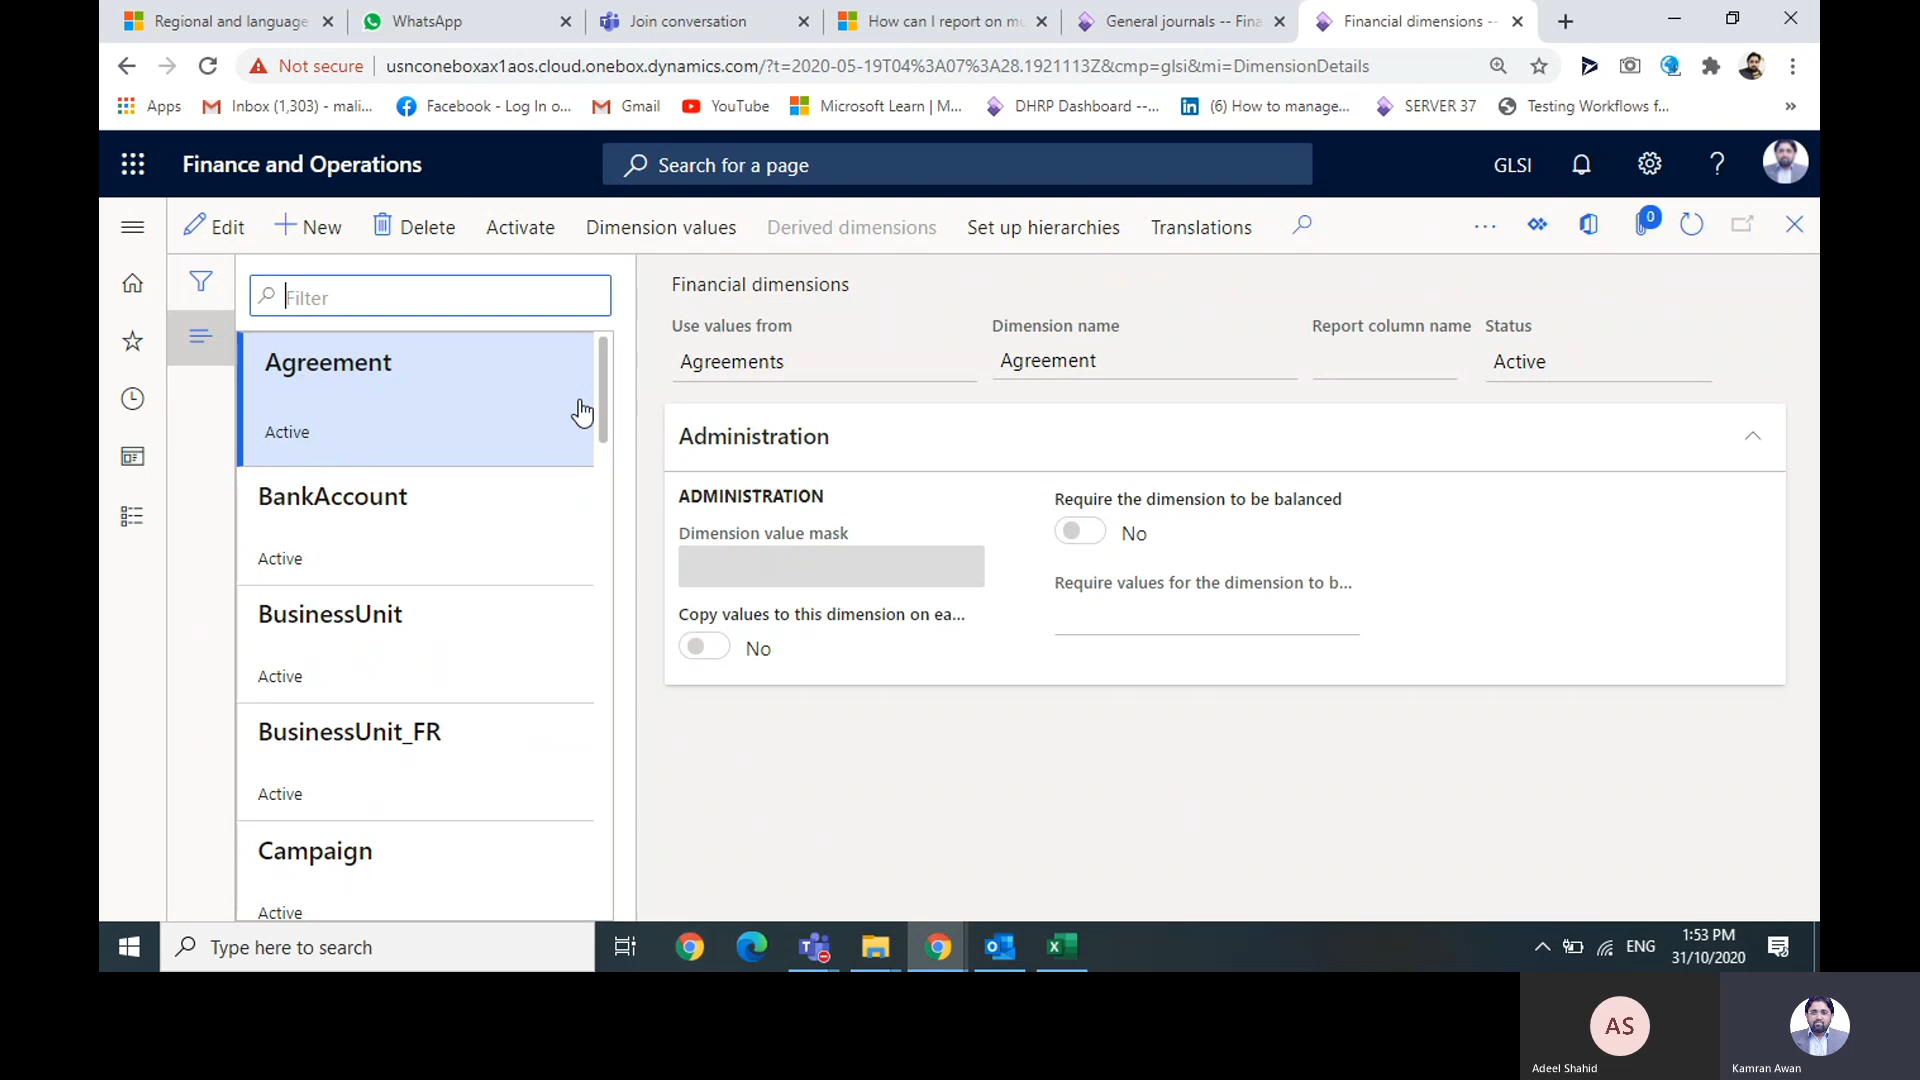 Regional and language
WhatsApp
Join conversation
How can I report on mu
General journals -- Fina
Financial dimensions --
Not secure
usnconeboxax1aos.cloud.onebox.dynamics.com/?t=2020-05-19T04%3A07%3A28.1921113Z&cmp=glsi&mi=DimensionDetails
Apps
Inbox (1,303) - mali...
Facebook - Log In o...
Gmail
YouTube
Microsoft Learn | M...
DHRP Dashboard --...
(6) How to manage...
SERVER 37
Testing Workflows f...
»
Finance and Operations
Search for a page
GLSI
?
Edit
New
Delete
Activate
Dimension values
Derived dimensions
Set up hierarchies
Translations
...
0
Filter
Agreement
Active
BankAccount
Active
BusinessUnit
Active
BusinessUnit_FR
Active
Campaign
Active
Financial dimensions
Use values from
Dimension name
Report column name
Status
Agreements
Agreement
Active
Administration
ADMINISTRATION
Dimension value mask
Copy values to this dimension on ea...
No
Require the dimension to be balanced
No
Require values for the dimension to b...
Type here to search
ENG
1:53 PM
31/10/2020
AS
Adeel Shahid
Kamran Awan